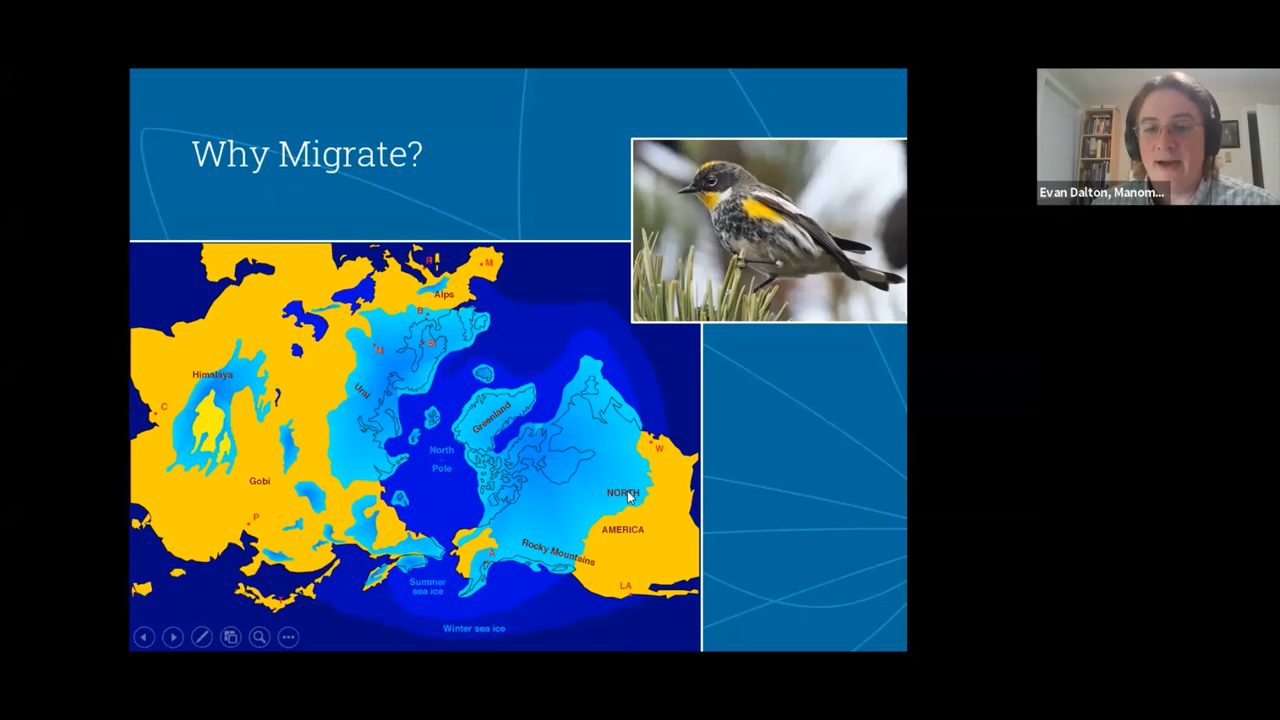 Why Migrate?
Evan Dalton, Manom...
M
Alps
B
M
St
Himalaya
Ural
C
Greenland
North
Pole
W
Gobi
NORTH
AMERICA
P
A
Rocky Mountains
Summer
sea ice
LA
Winter sea ice